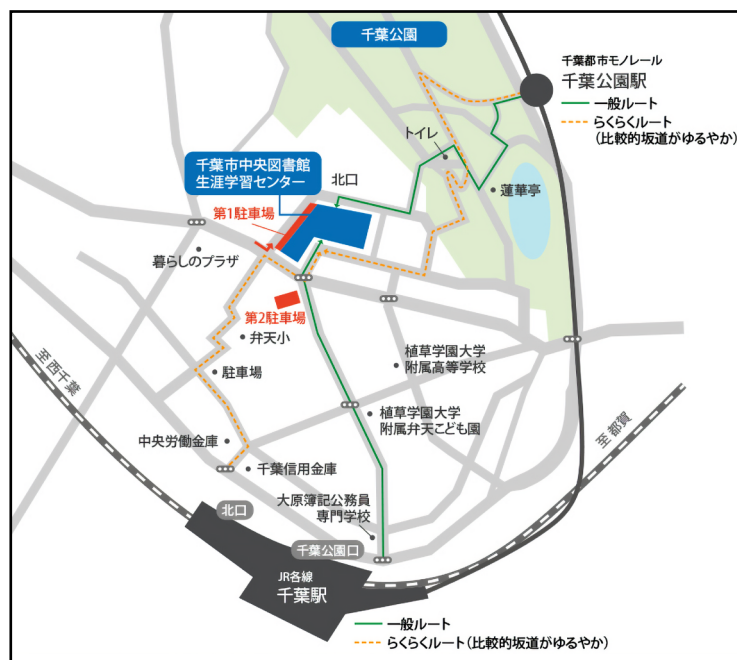 千葉公園
千葉都市モノレール
千葉公園駅
一般ルート
らくらくルート
(比較的坂道がゆるやか)
トイレ
千葉市中央図書館
生涯学習センター
北口
蓮華亭
第1駐車場
暮らしのプラザ
第2駐車場
弁天小
植草学園大学
附属高等学校
至西千葉
駐車場
植草学園大学
附属弁天こども園
至都賀
中央労働金庫
千葉信用金庫
大原簿記公務員
専門学校
北口
千葉公園口
JR各線
千葉駅
一般ルート
らくらくルート(比較的坂道がゆるやか)